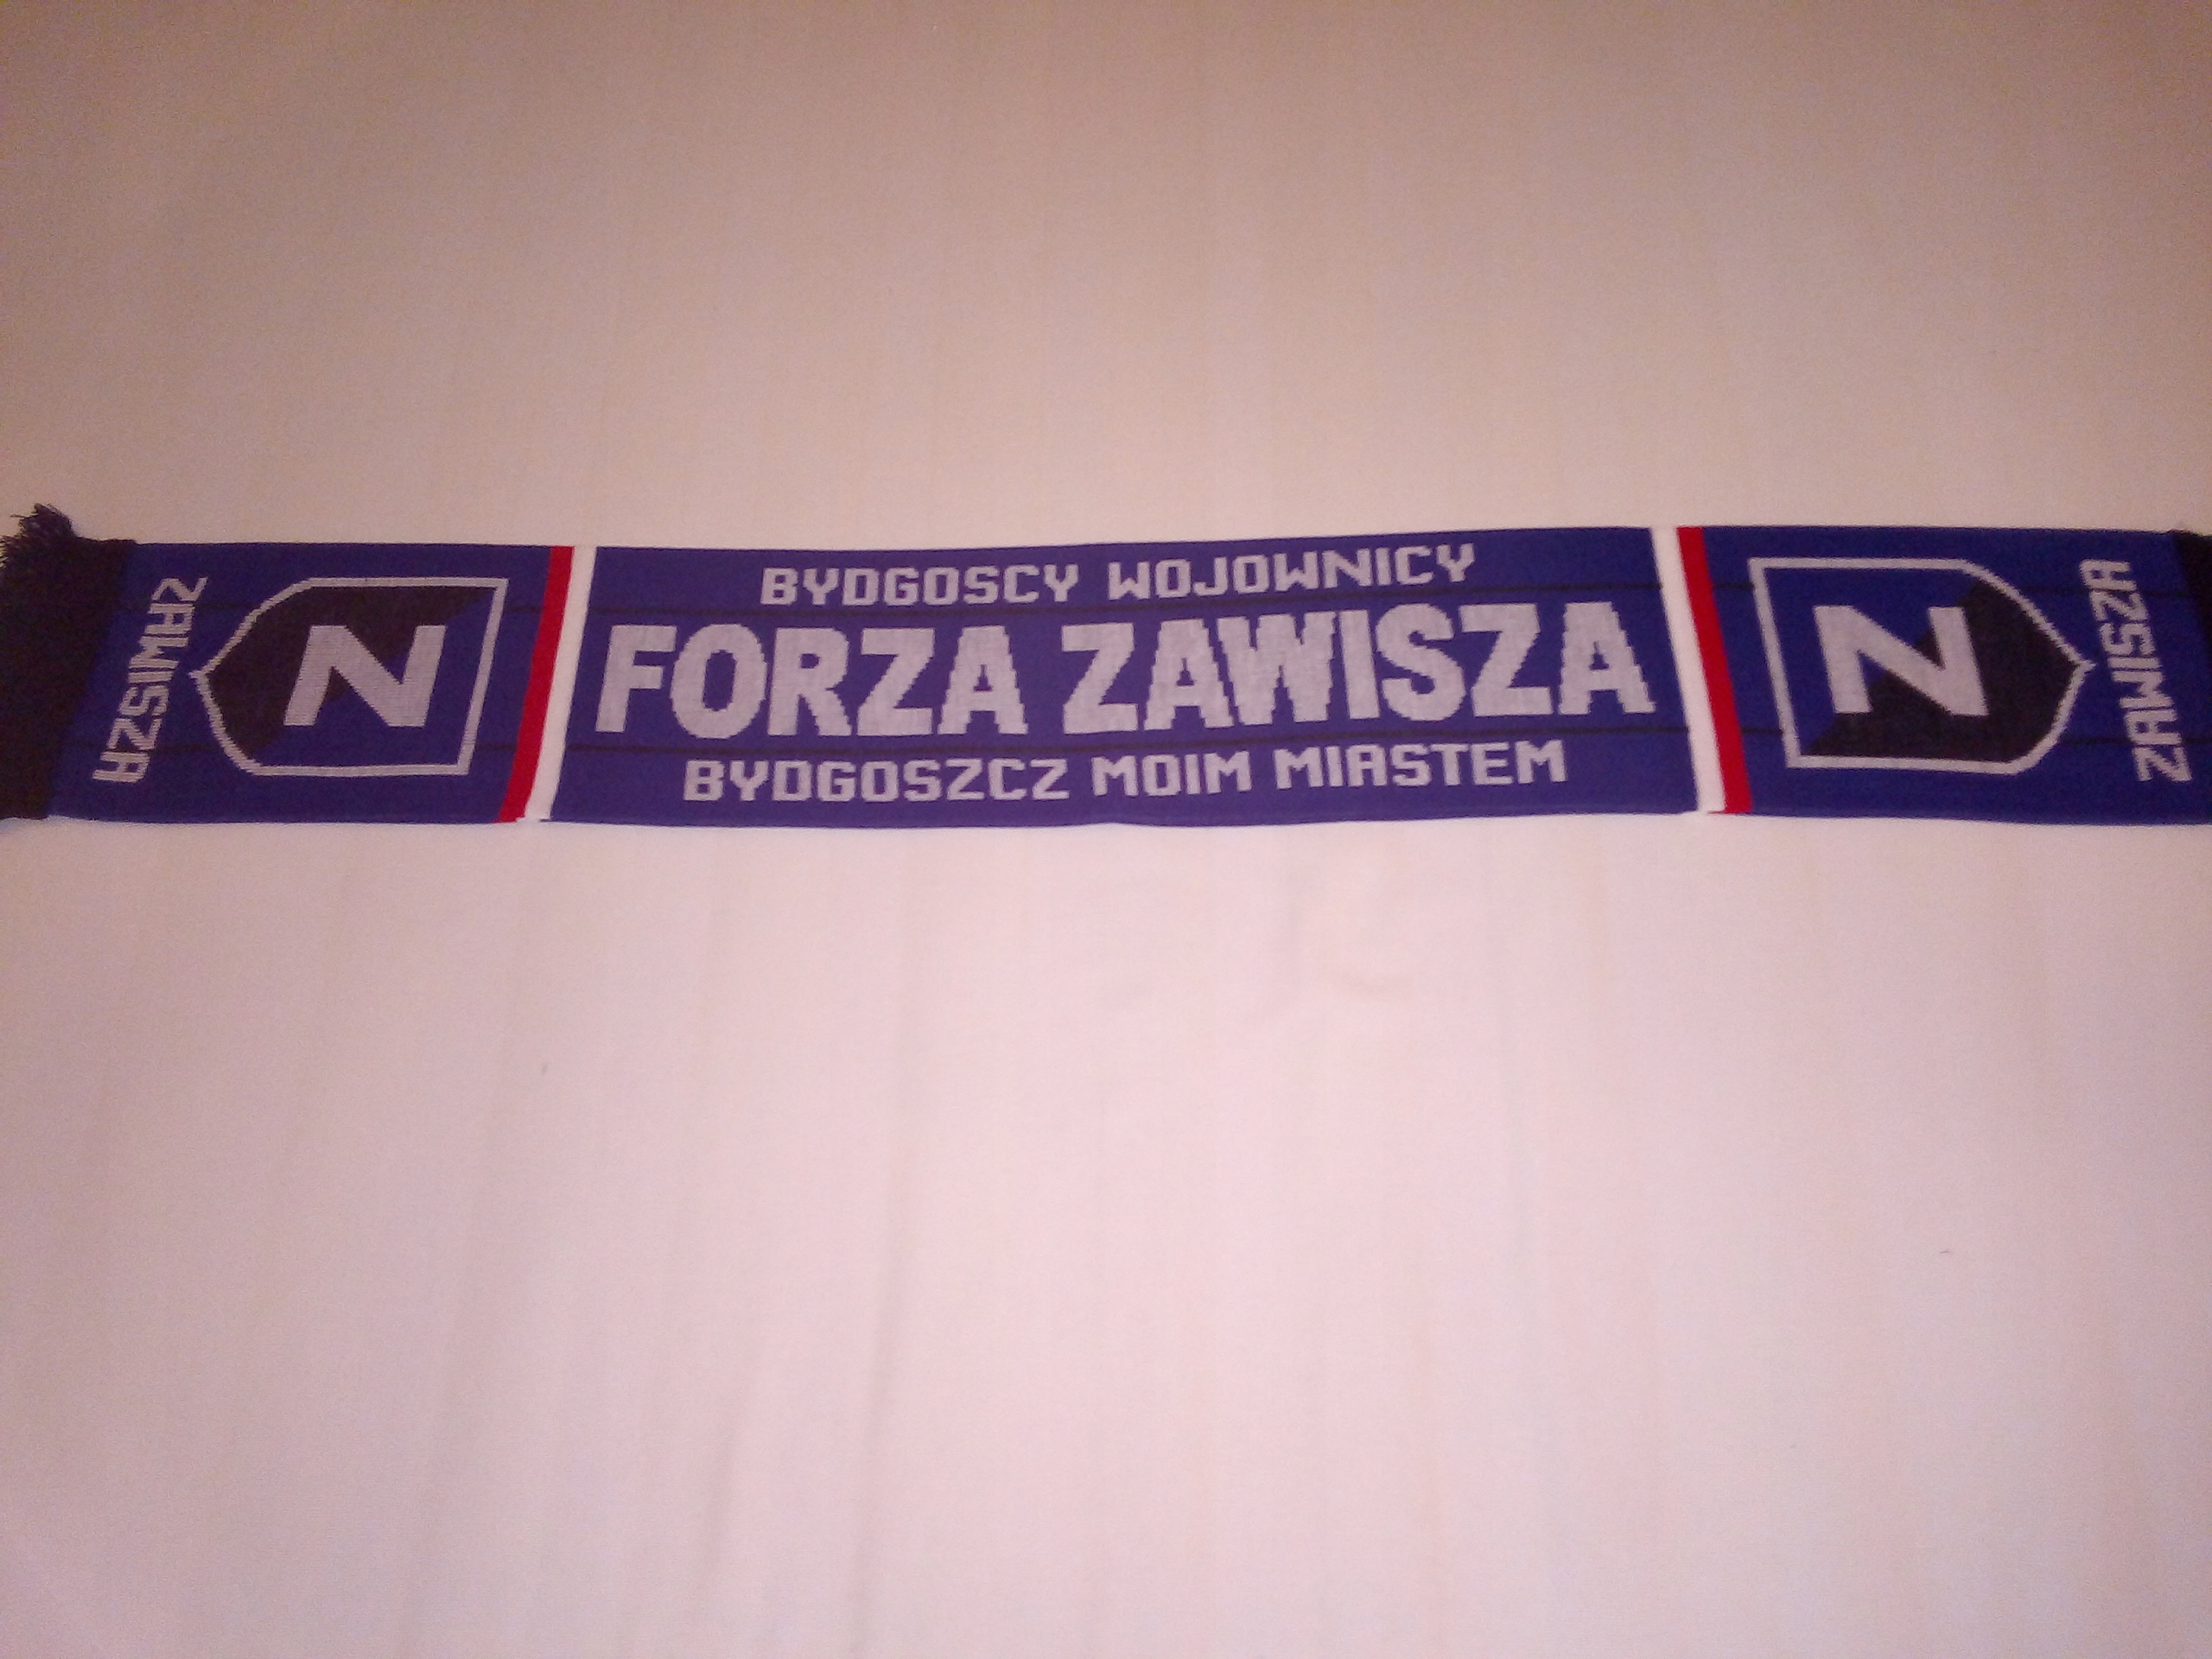 ZAWISZA
Z
BYDGOSCY WOJOWNICY
FORZA ZAWISZA
BYDGOSZCZ MOIM MIASTEM
Z
ZAWISZA